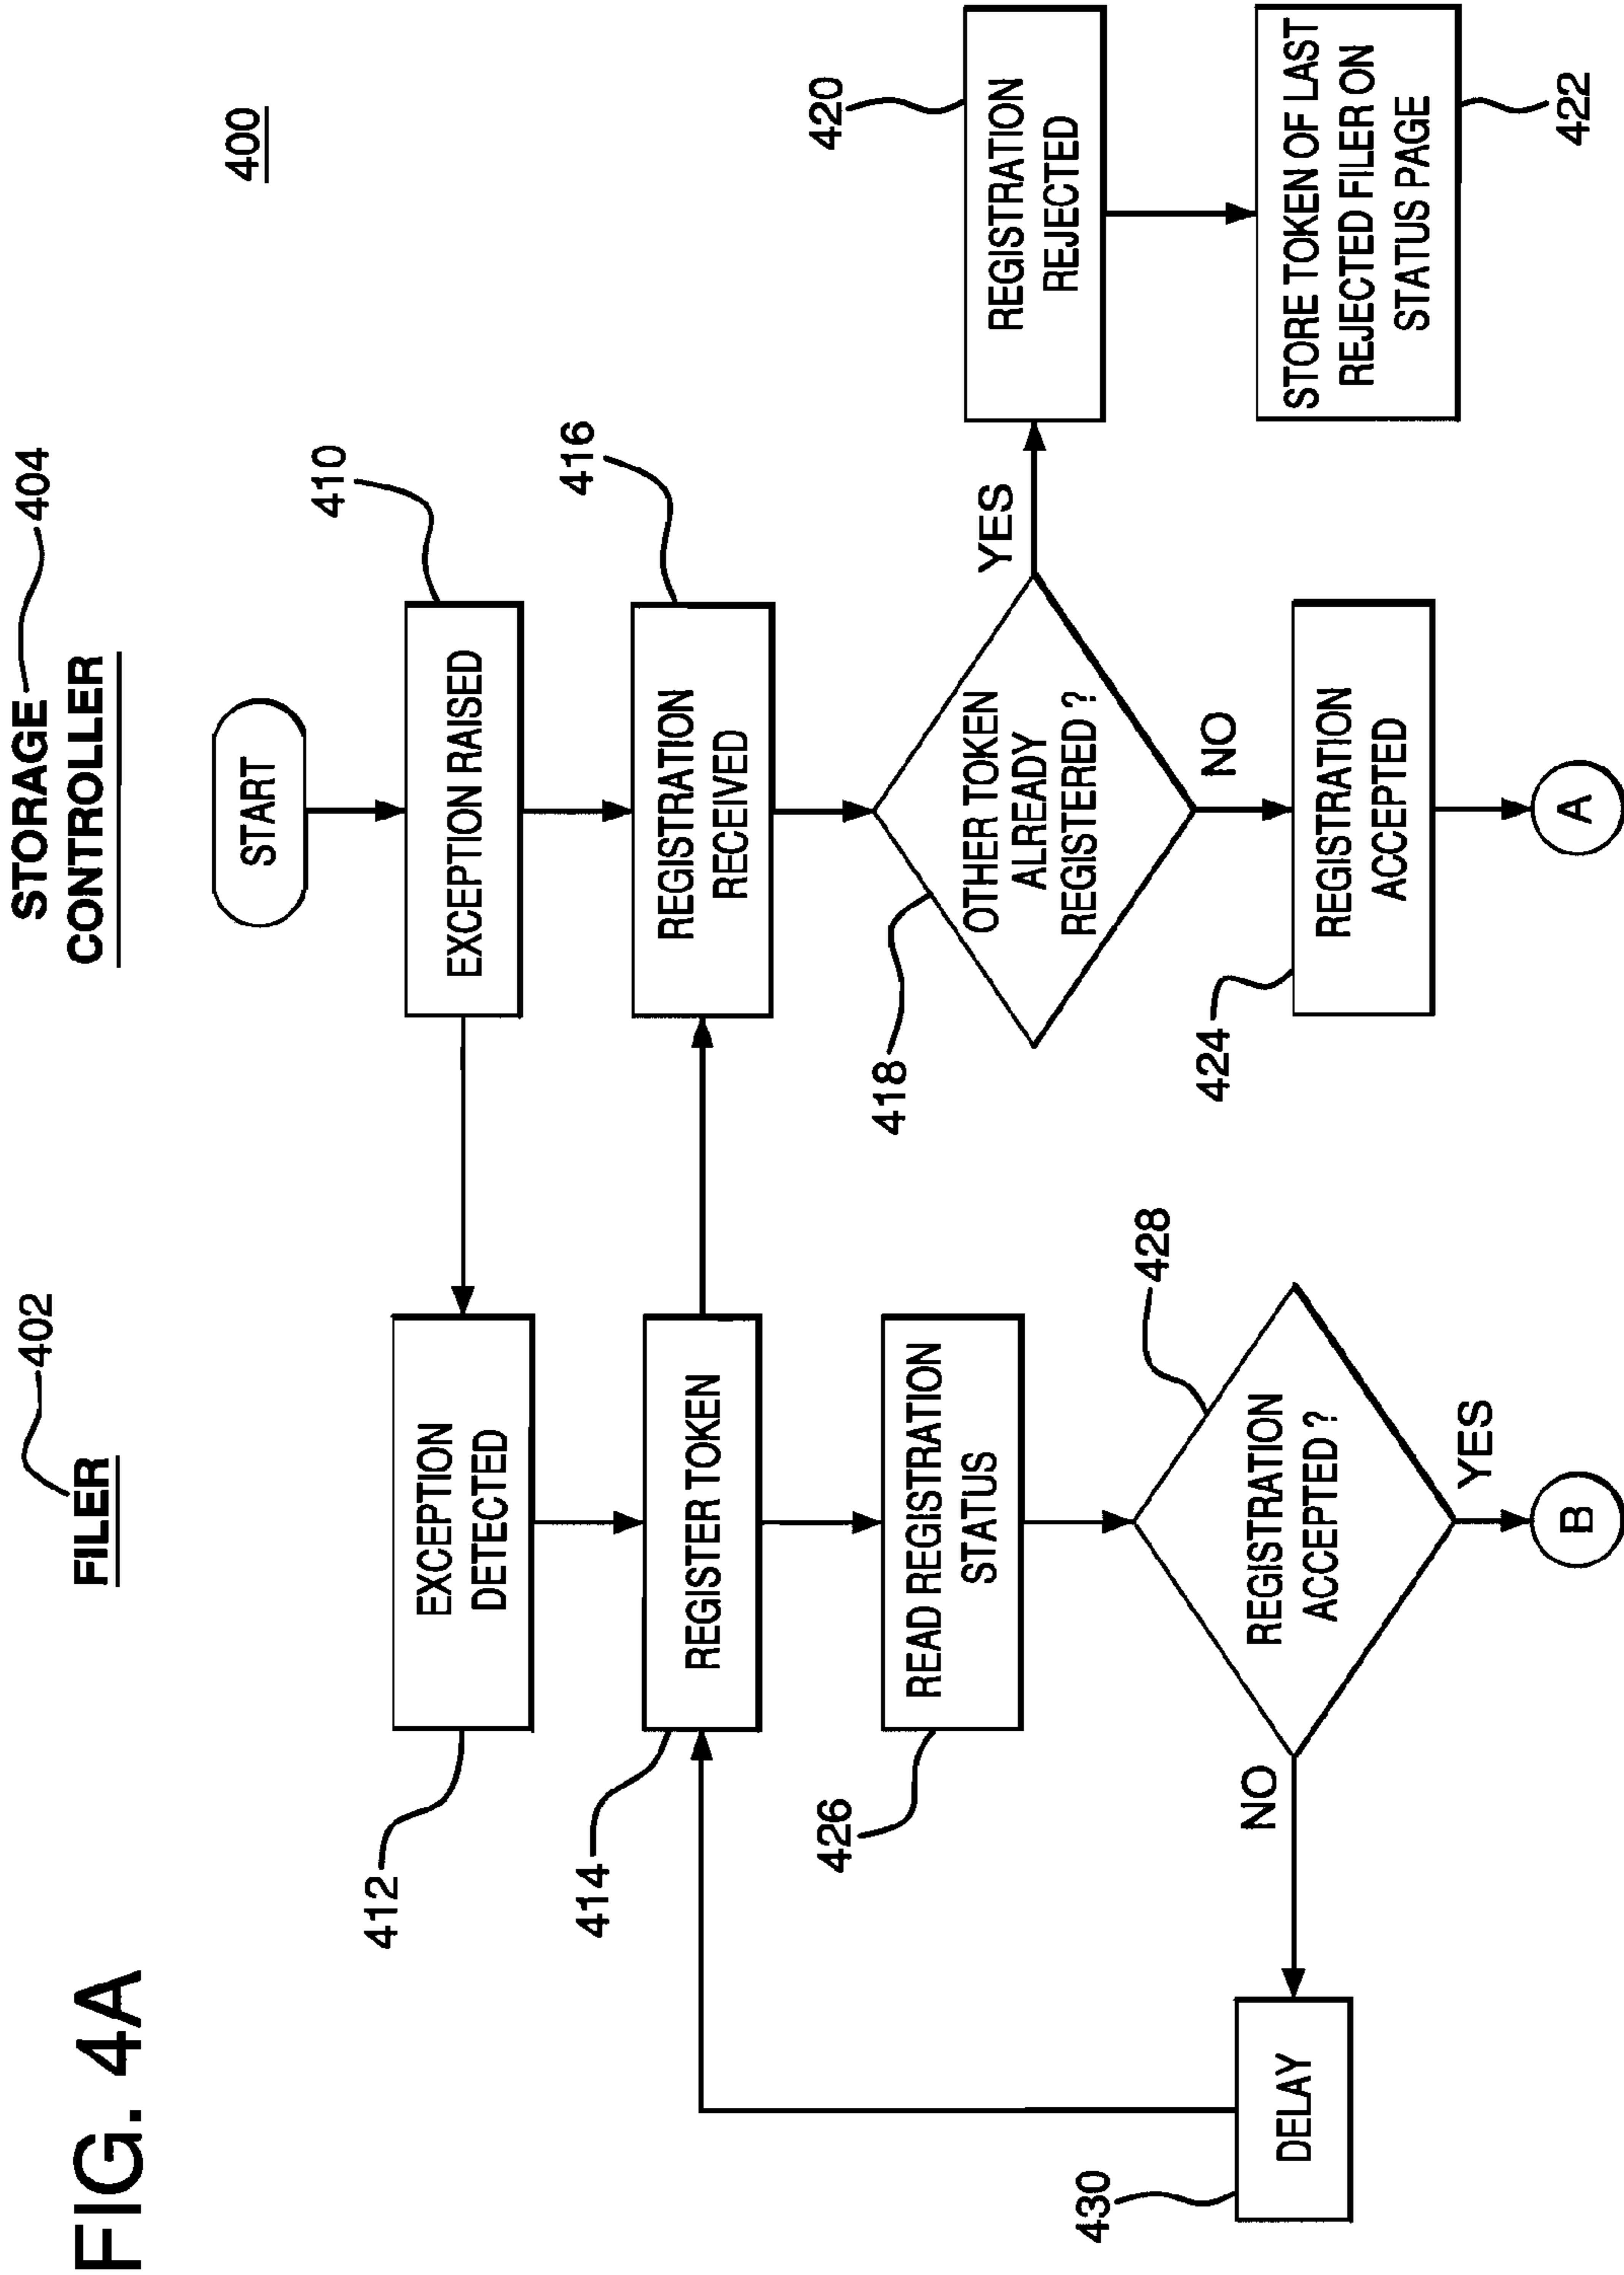 FIG. 4A
FILER
402
STORAGE
CONTROLLER
404
400
START
EXCEPTION RAISED
410
EXCEPTION
DETECTED
412
REGISTER TOKEN
414
REGISTRATION
RECEIVED
416
OTHER TOKEN
ALREADY
REGISTERED ?
418
YES
REGISTRATION
REJECTED
420
STORE TOKEN OF LAST
REJECTED FILER ON
STATUS PAGE
422
NO
REGISTRATION
ACCEPTED
424
A
READ REGISTRATION
STATUS
426
REGISTRATION
ACCEPTED ?
428
NO
DELAY
430
YES
B